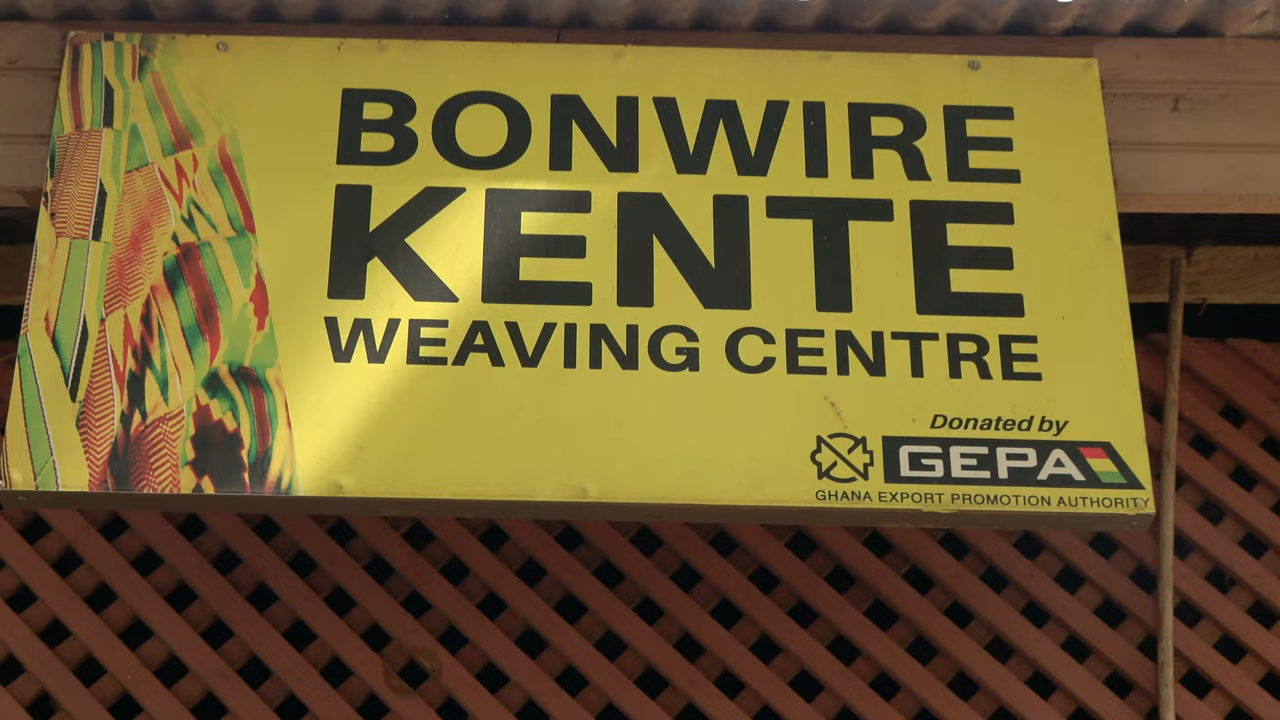 BONWIRE
KENTE
WEAVING CENTRE
Donated by
GEPA
GHANA EXPORT PROMOTION AUTHORITY